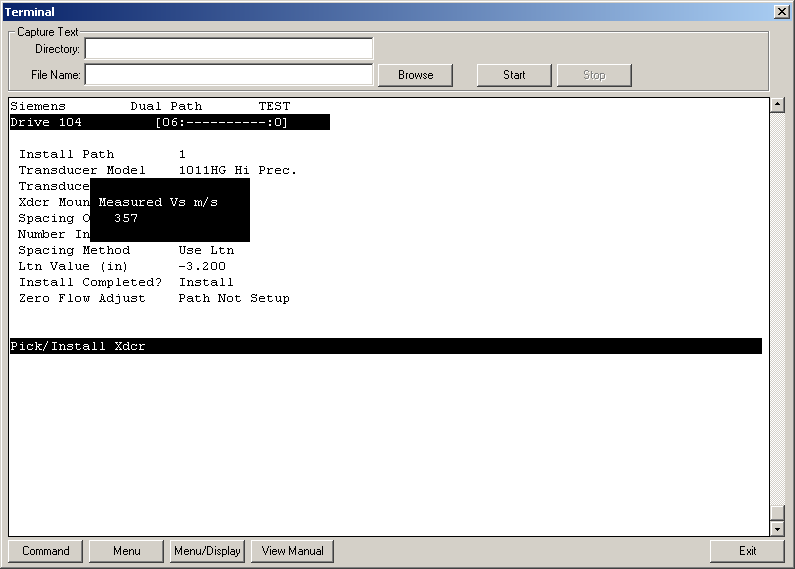 Terminal
Capture Text
Directory:
File Name:
Browse
Start
Stop
Siemens Dual Path TEST
Drive 104 [06:----------:0]
Install Path 1
Transducer Model 1011HG Hi Prec.
Transduce
Xdcr Moun Measured Vs m/s
Spacing O 357
Number In
Spacing Method Use Ltn
Ltn Value (in) -3.200
Install Completed? Install
Zero Flow Adjust Path Not Setup
Pick/Install Xdcr
Command
Menu
Menu/Display
View Manual
Exit